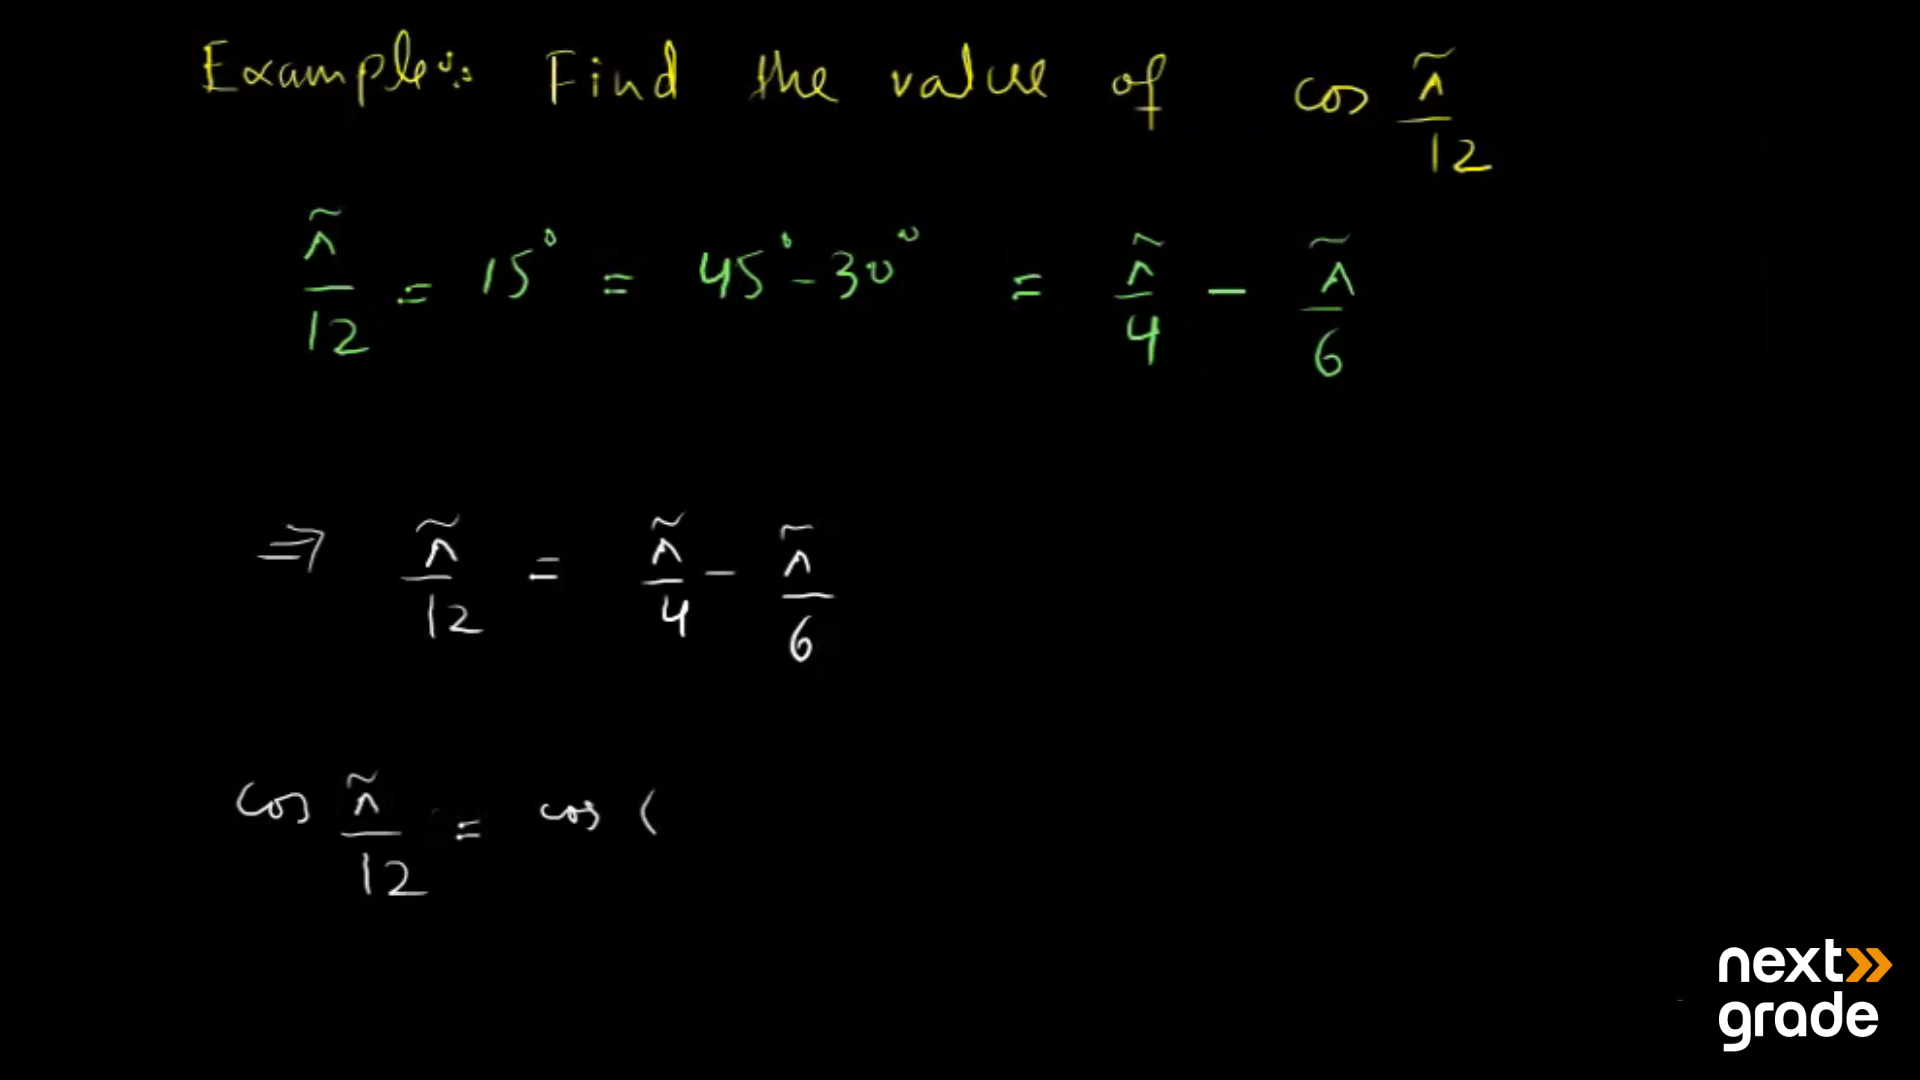 Example:: Find the value of cos π/12
π/12 = 15° = 45° - 30° = π/4 - π/6
⇒ π/12 = π/4 - π/6
cos π/12 = cos (
next»
grade